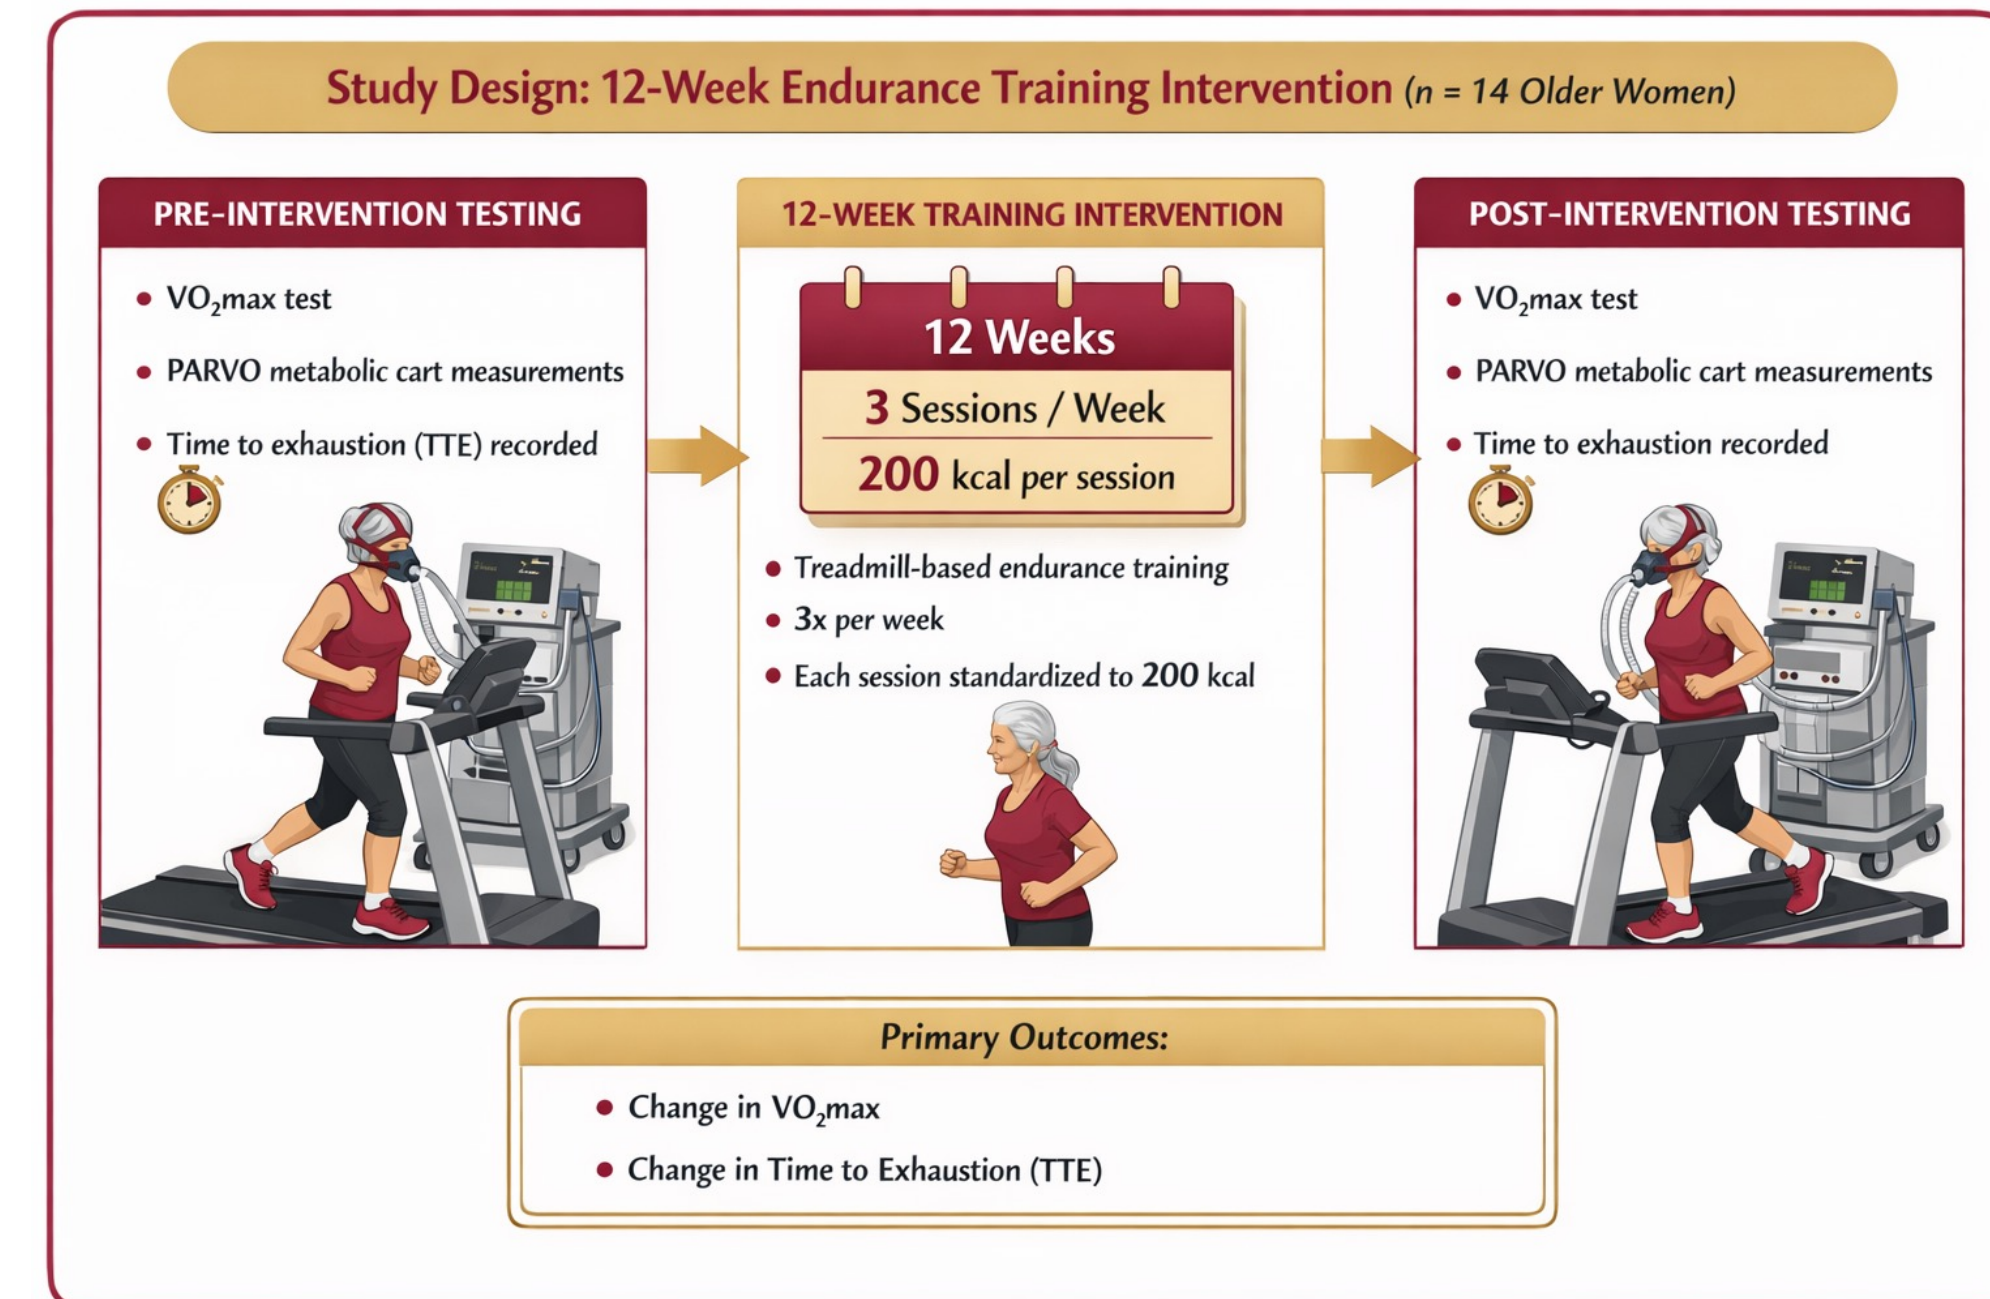 Study Design: 12-Week Endurance Training Intervention (n = 14 Older Women)
PRE-INTERVENTION TESTING
• VO₂max test
• PARVO metabolic cart measurements
• Time to exhaustion (TTE) recorded
12-WEEK TRAINING INTERVENTION
12 Weeks
3 Sessions / Week
200 kcal per session
• Treadmill-based endurance training
• 3x per week
• Each session standardized to 200 kcal
POST-INTERVENTION TESTING
• VO₂max test
• PARVO metabolic cart measurements
• Time to exhaustion recorded
Primary Outcomes:
• Change in VO₂max
• Change in Time to Exhaustion (TTE)